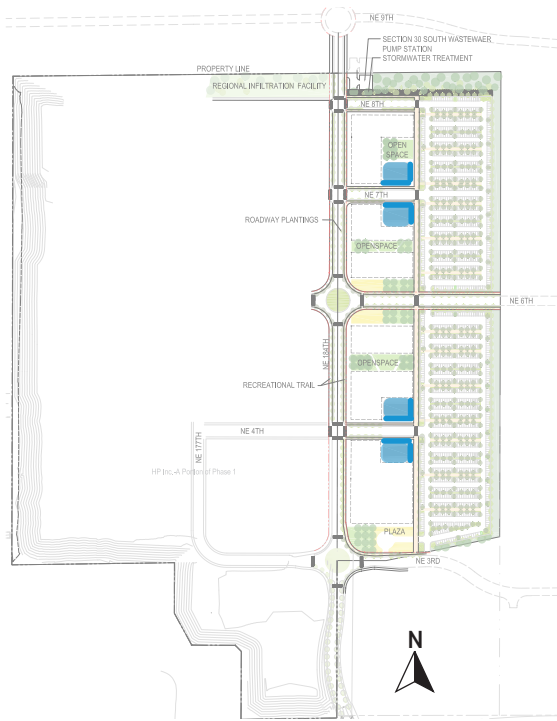 NE 9TH
SECTION 30 SOUTH WASTEWAER
PUMP STATION
STORMWATER TREATMENT
PROPERTY LINE
REGIONAL INFILTRATION FACILITY
NE 8TH
OPEN
SPACE
NE 7TH
ROADWAY PLANTINGS
OPENSPACE
NE 6TH
NE 184TH
OPENSPACE
RECREATIONAL TRAIL
NE 4TH
NE 177TH
HP Inc.-A Portion of Phase 1
PLAZA
NE 3RD
N